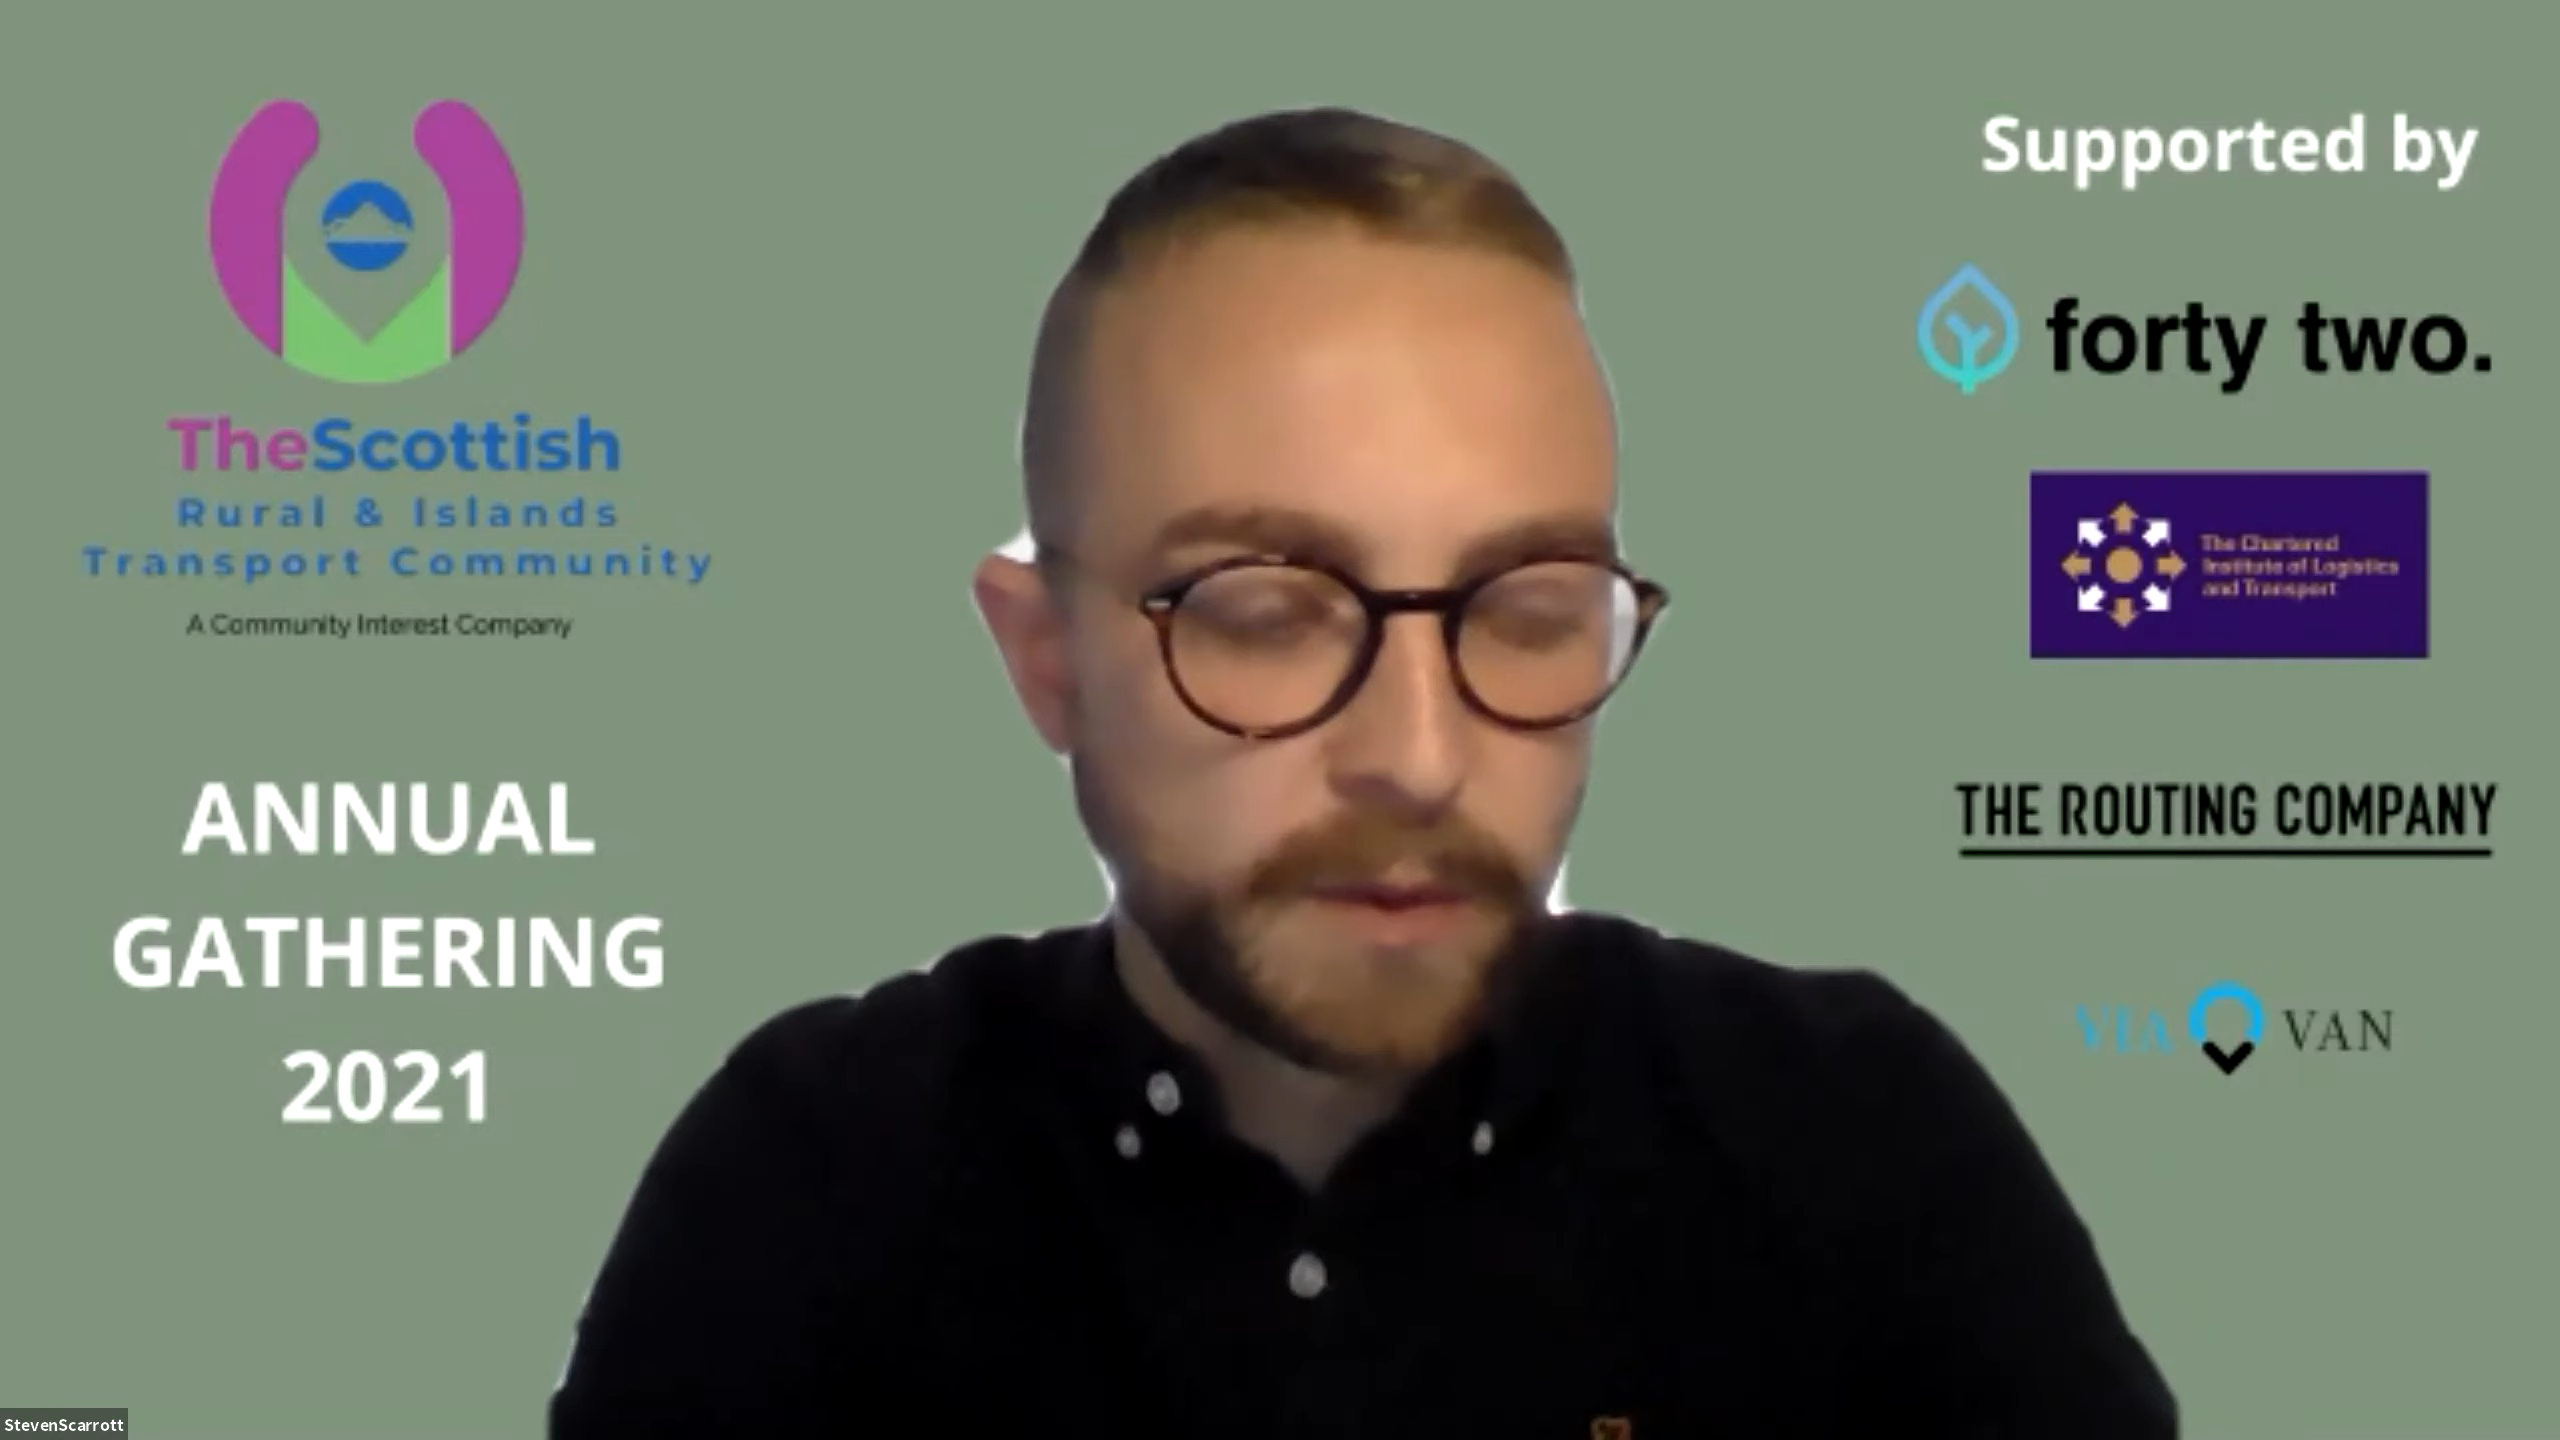 TheScottish
Rural & Islands
Transport Community
A Community Interest Company
ANNUAL
GATHERING
2021
Supported by
forty two.
The Chartered
Institute of Logistics
and Transport
THE ROUTING COMPANY
VIA VAN
StevenScarrott